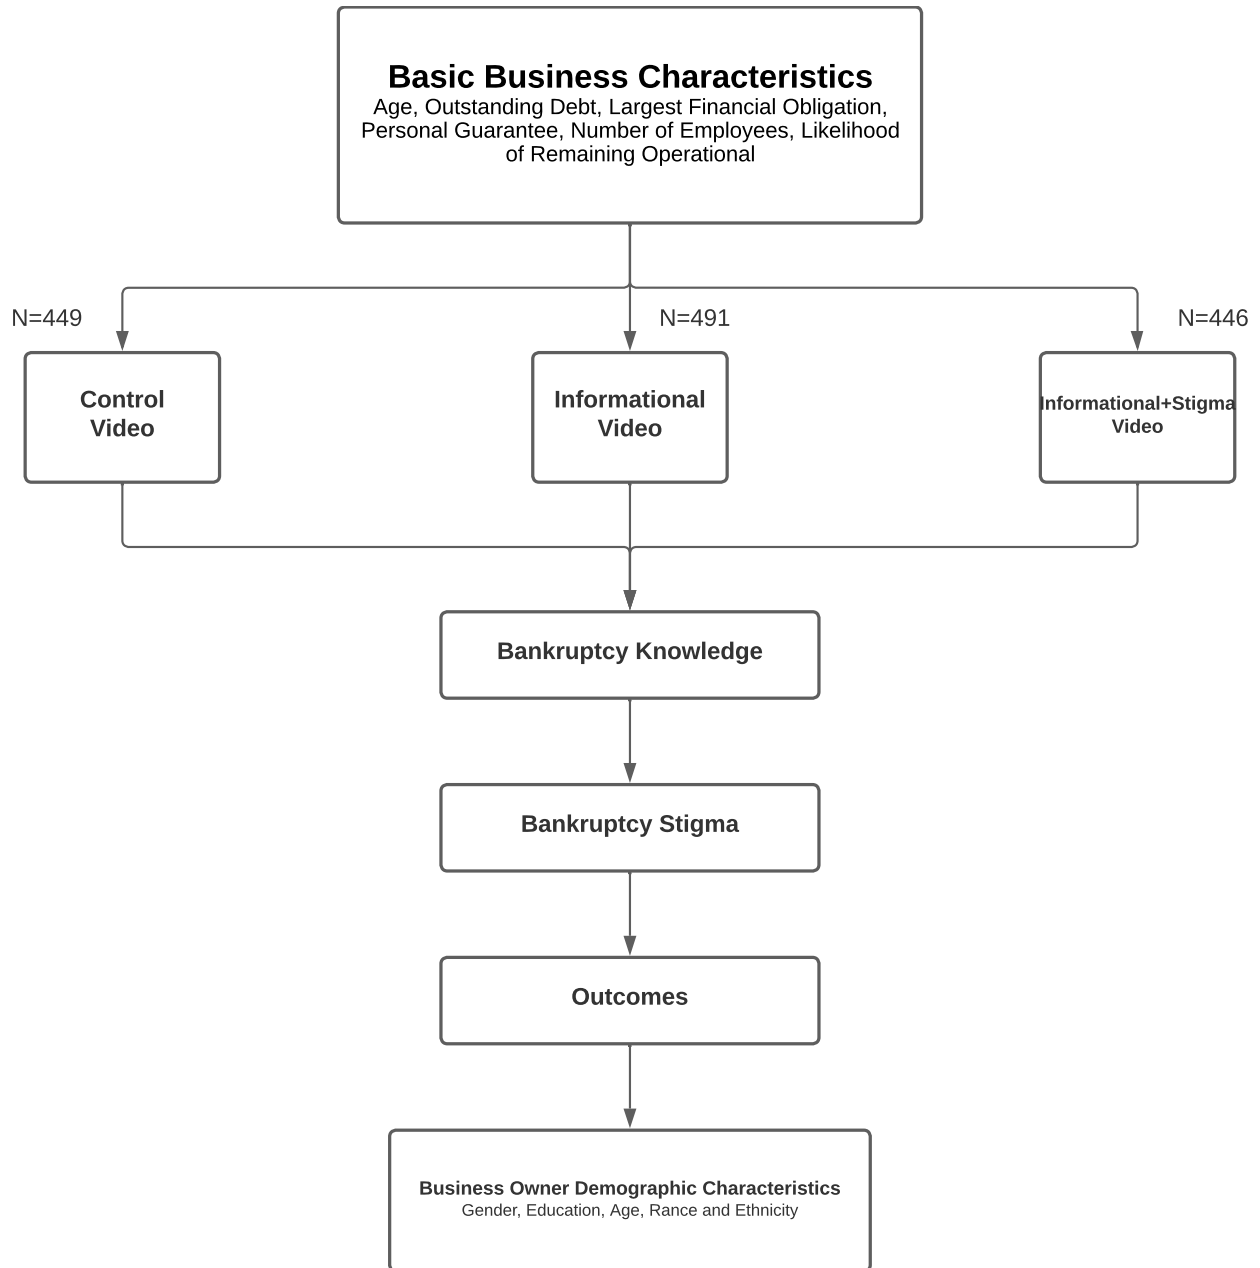 Basic Business Characteristics
Age, Outstanding Debt, Largest Financial Obligation,
Personal Guarantee, Number of Employees, Likelihood
of Remaining Operational
N=449
N=491
N=446
Control
Video
Informational
Video
Informational+Stigma
Video
Bankruptcy Knowledge
Bankruptcy Stigma
Outcomes
Business Owner Demographic Characteristics
Gender, Education, Age, Rance and Ethnicity